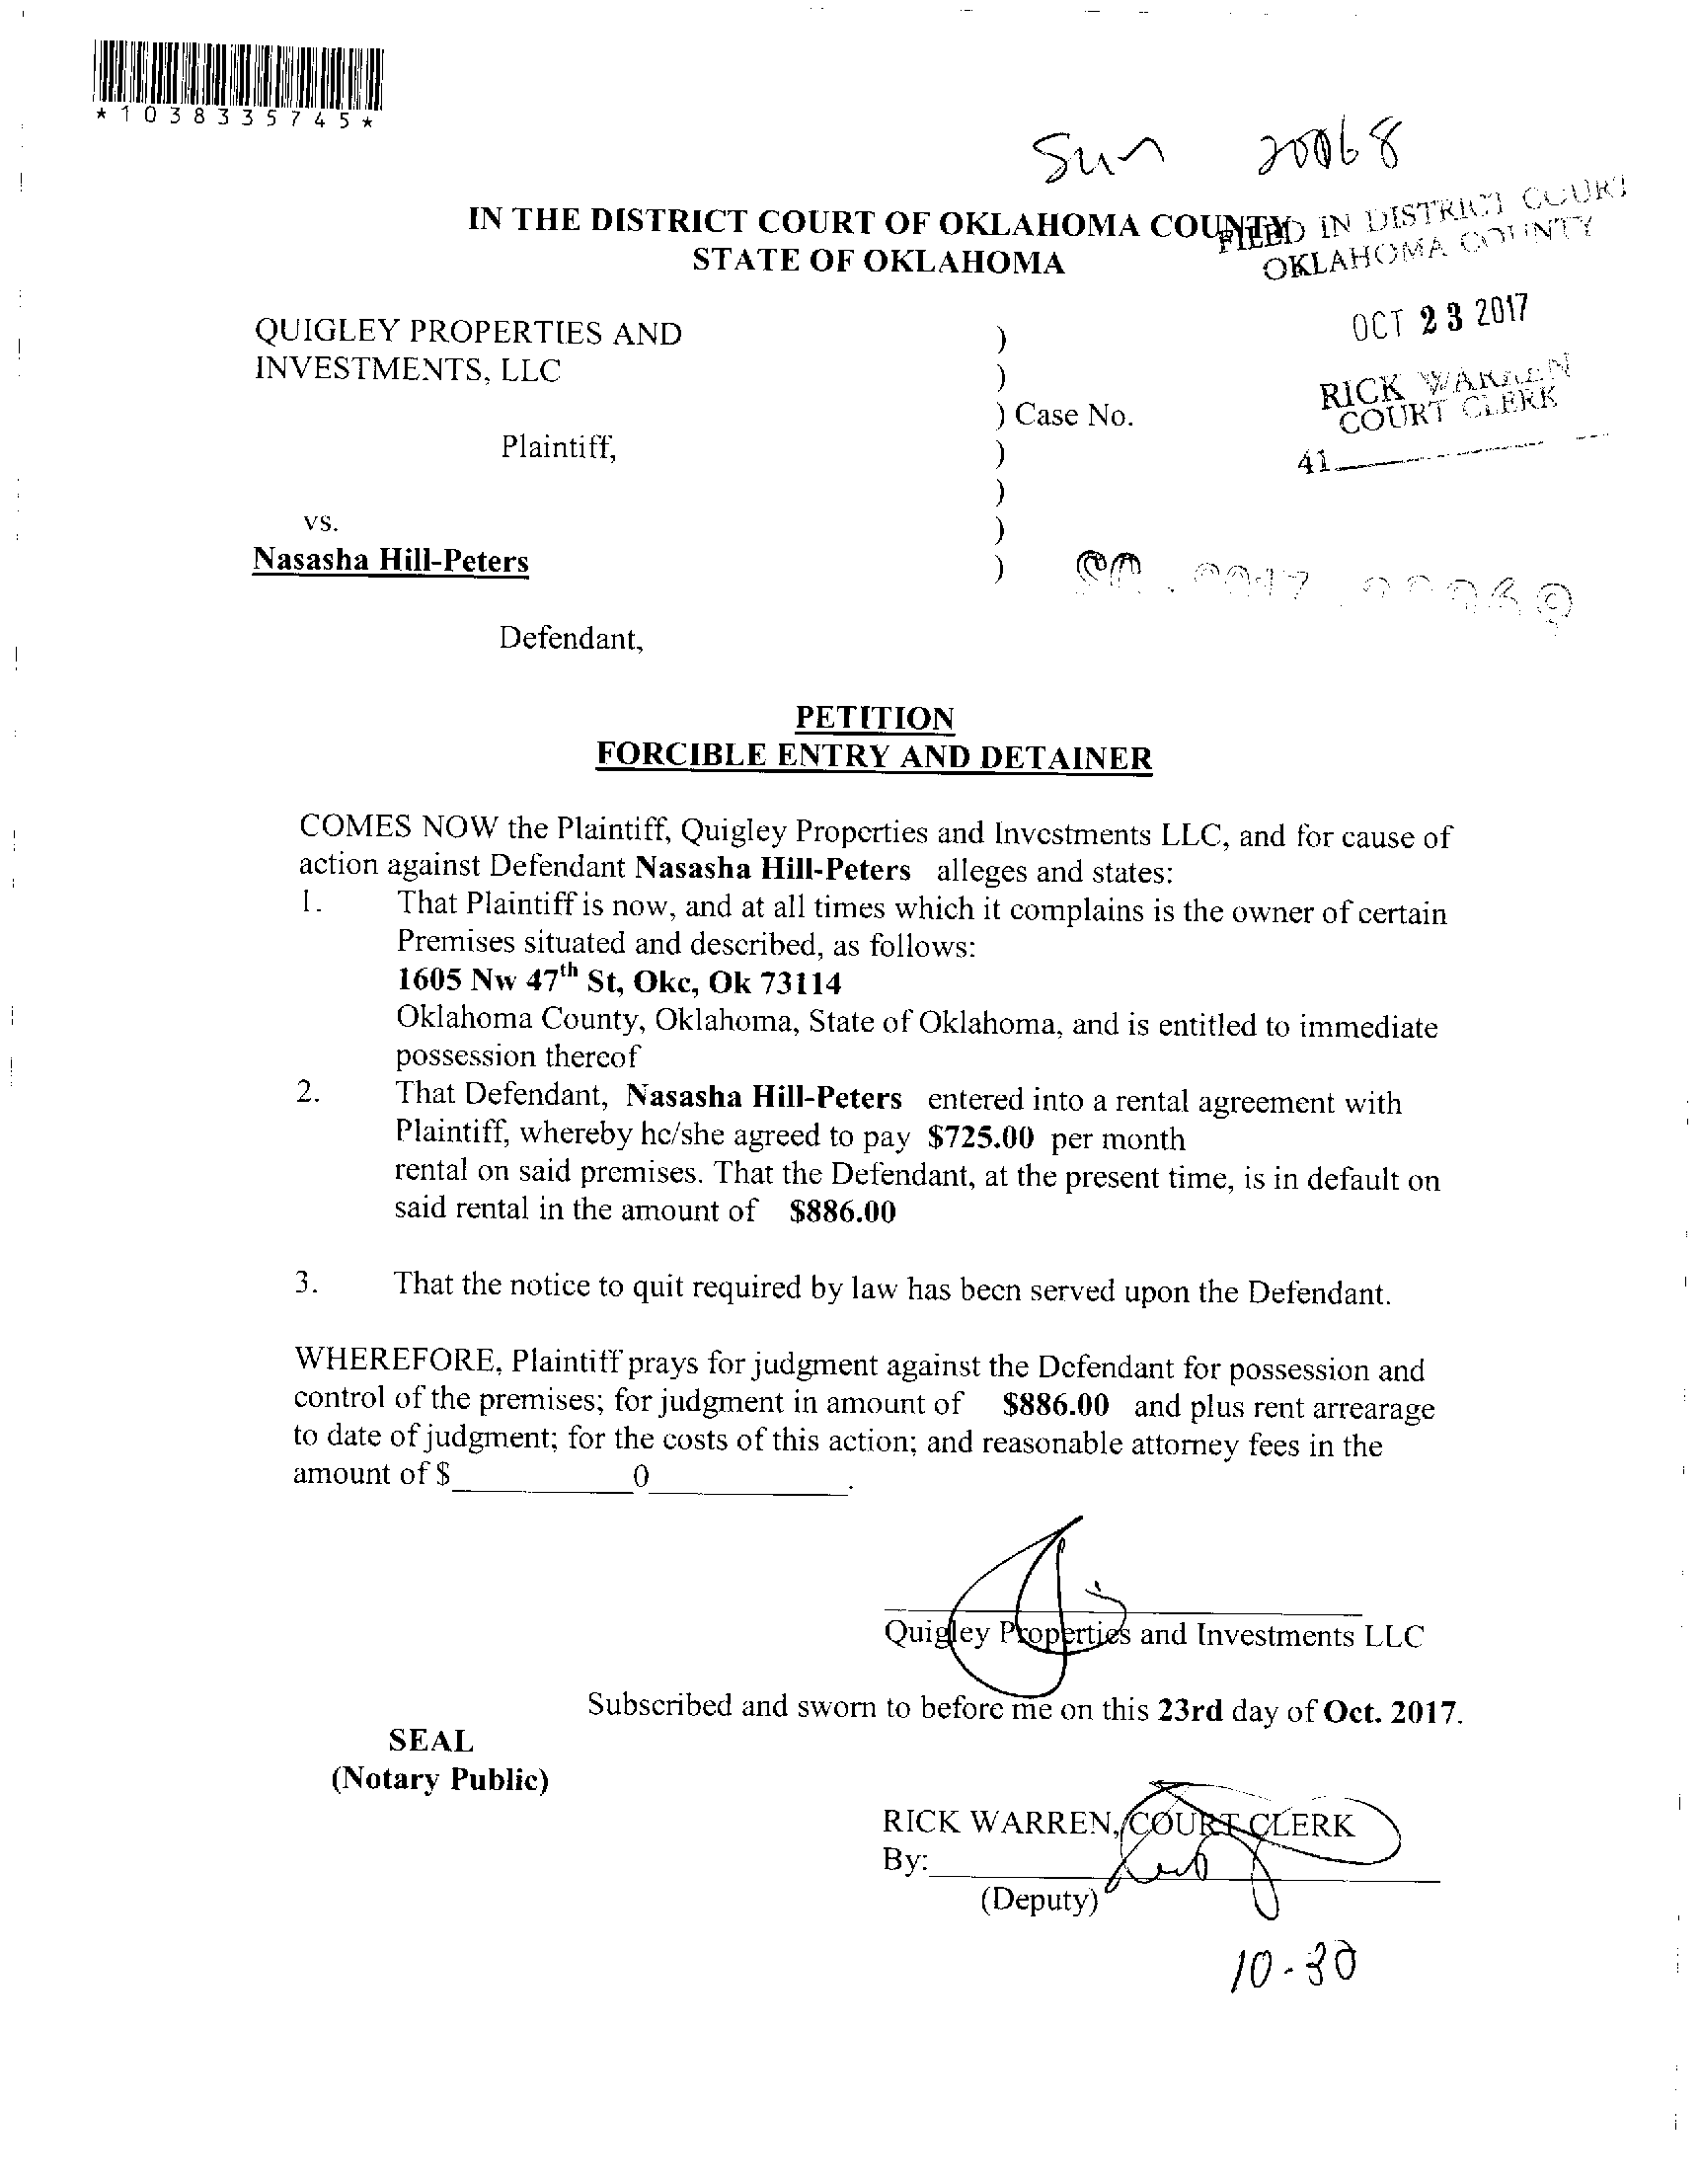 *1038335745*
Sun 20068
IN THE DISTRICT COURT OF OKLAHOMA COUNTY
STATE OF OKLAHOMA
FILED IN DISTRICT COURT
OKLAHOMA COUNTY
OCT 23 2017
RICK WARREN
COURT CLERK
41
QUIGLEY PROPERTIES AND )
INVESTMENTS, LLC )
) Case No.
Plaintiff, )
)
vs. )
Nasasha Hill-Peters )
Defendant,
PETITION
FORCIBLE ENTRY AND DETAINER
COMES NOW the Plaintiff, Quigley Properties and Investments LLC, and for cause of
action against Defendant Nasasha Hill-Peters alleges and states:
1. That Plaintiff is now, and at all times which it complains is the owner of certain
Premises situated and described, as follows:
1605 Nw 47th St, Okc, Ok 73114
Oklahoma County, Oklahoma, State of Oklahoma, and is entitled to immediate
possession thereof
2. That Defendant, Nasasha Hill-Peters entered into a rental agreement with
Plaintiff, whereby he/she agreed to pay $725.00 per month
rental on said premises. That the Defendant, at the present time, is in default on
said rental in the amount of $886.00
3. That the notice to quit required by law has been served upon the Defendant.
WHEREFORE, Plaintiff prays for judgment against the Defendant for possession and
control of the premises; for judgment in amount of $886.00 and plus rent arrearage
to date of judgment; for the costs of this action; and reasonable attorney fees in the
amount of $ 0 .
Quigley Properties and Investments LLC
Subscribed and sworn to before me on this 23rd day of Oct. 2017.
SEAL
(Notary Public)
RICK WARREN, COURT CLERK
By:
(Deputy)
10-30